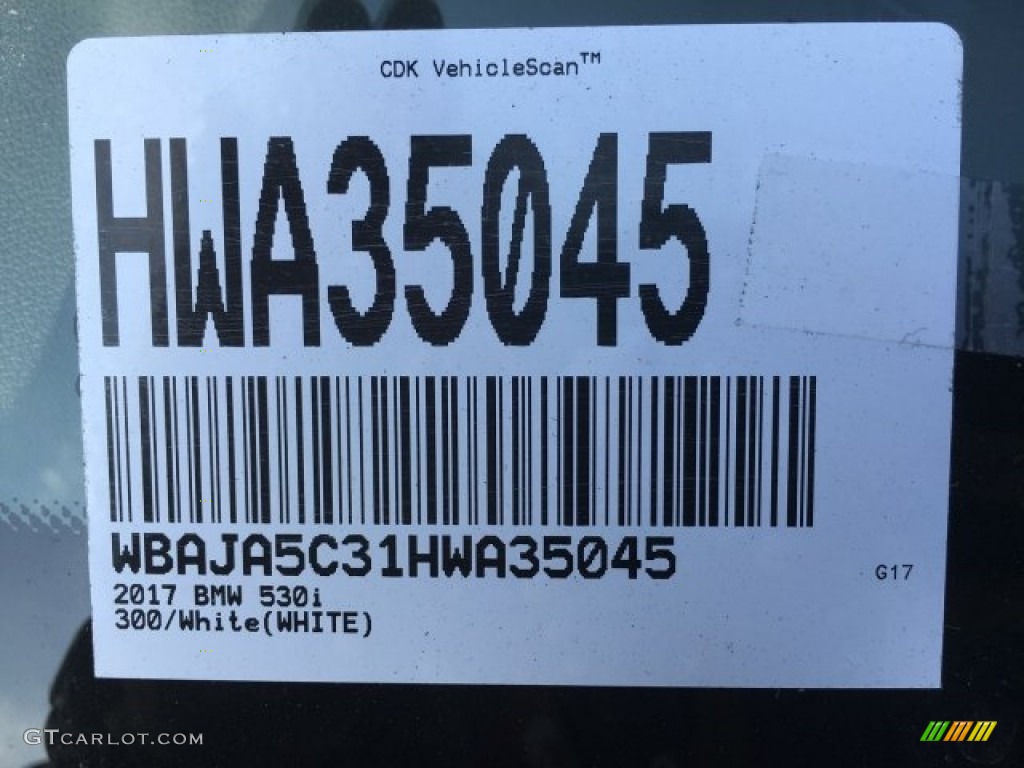 CDK VehicleScan™
HWA35045
WBAJA5C31HWA35045
G17
2017 BMW 530i
300/White(WHITE)
GTCARLOT.COM